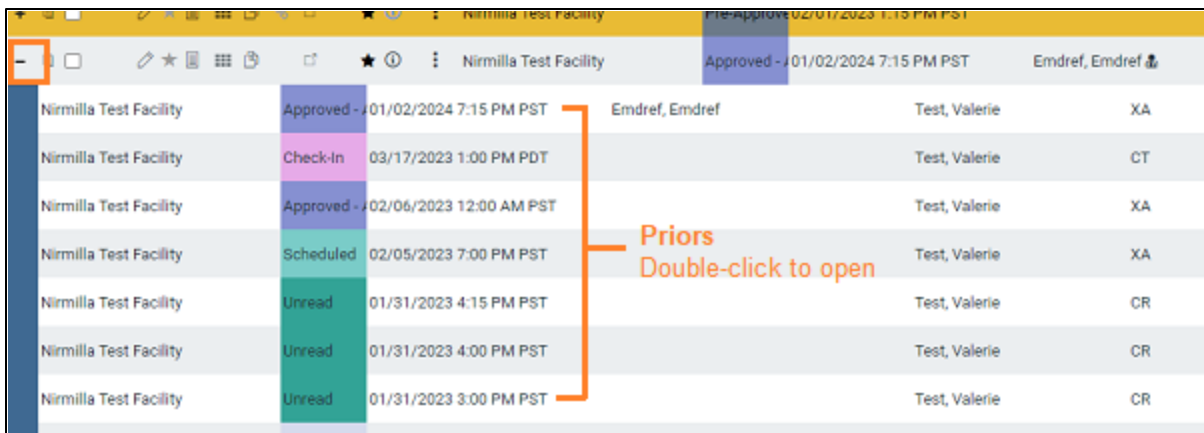 + Nirmilla Test Facility Pre-Approve 02/01/2023 1:15 PM PST
− Nirmilla Test Facility Approved - A 01/02/2024 7:15 PM PST Emdref, Emdref
Nirmilla Test Facility Approved - A 01/02/2024 7:15 PM PST Emdref, Emdref Test, Valerie XA
Nirmilla Test Facility Check-In 03/17/2023 1:00 PM PDT Test, Valerie CT
Nirmilla Test Facility Approved - A 02/06/2023 12:00 AM PST Test, Valerie XA
Nirmilla Test Facility Scheduled 02/05/2023 7:00 PM PST Test, Valerie XA
Nirmilla Test Facility Unread 01/31/2023 4:15 PM PST Test, Valerie CR
Nirmilla Test Facility Unread 01/31/2023 4:00 PM PST Test, Valerie CR
Nirmilla Test Facility Unread 01/31/2023 3:00 PM PST Test, Valerie CR
Priors
Double-click to open